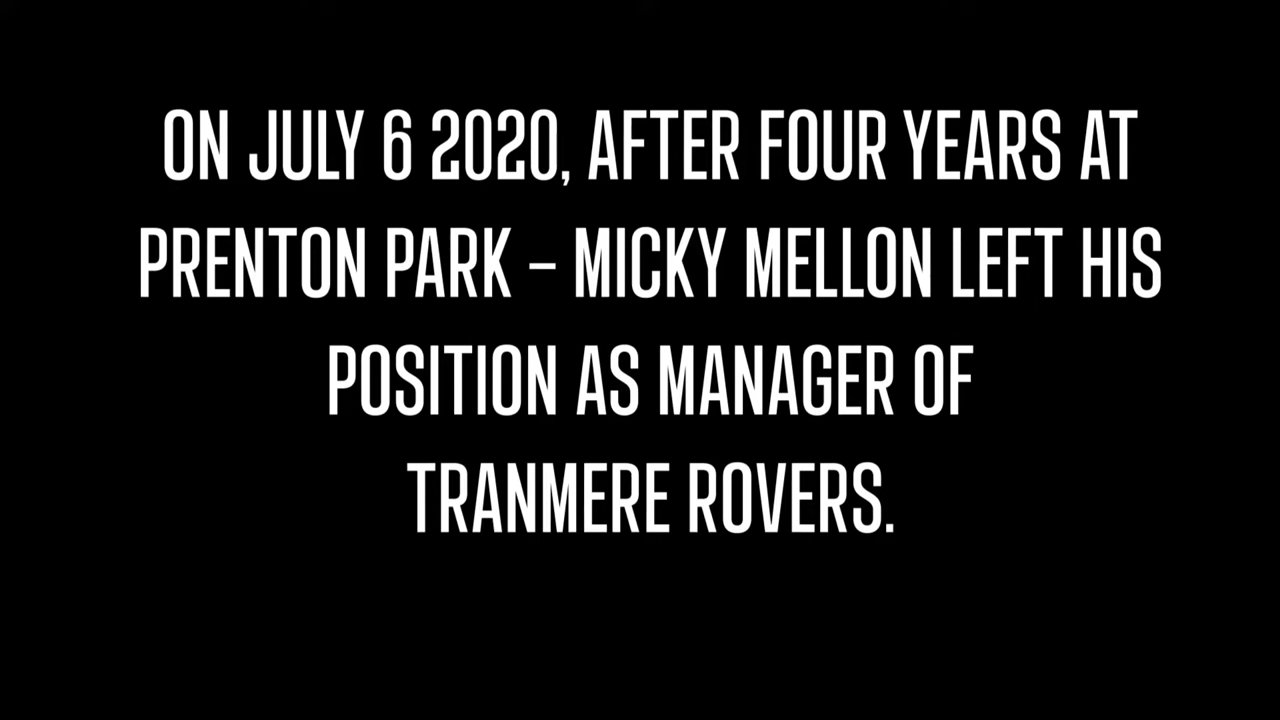 ON JULY 6 2020, AFTER FOUR YEARS AT
PRENTON PARK – MICKY MELLON LEFT HIS
POSITION AS MANAGER OF
TRANMERE ROVERS.